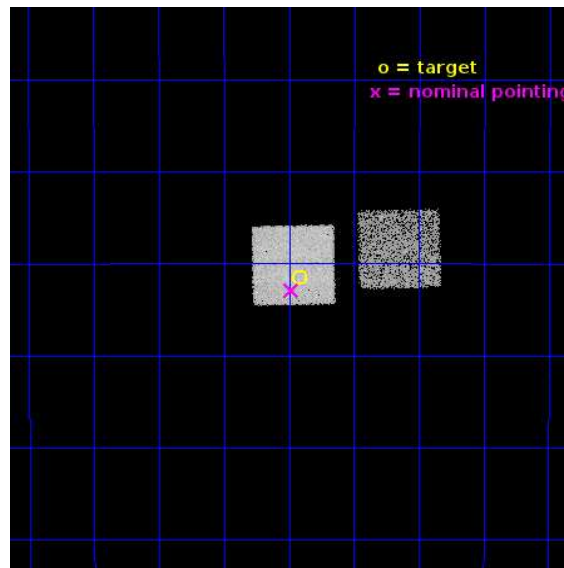 o = target
x = nominal pointing